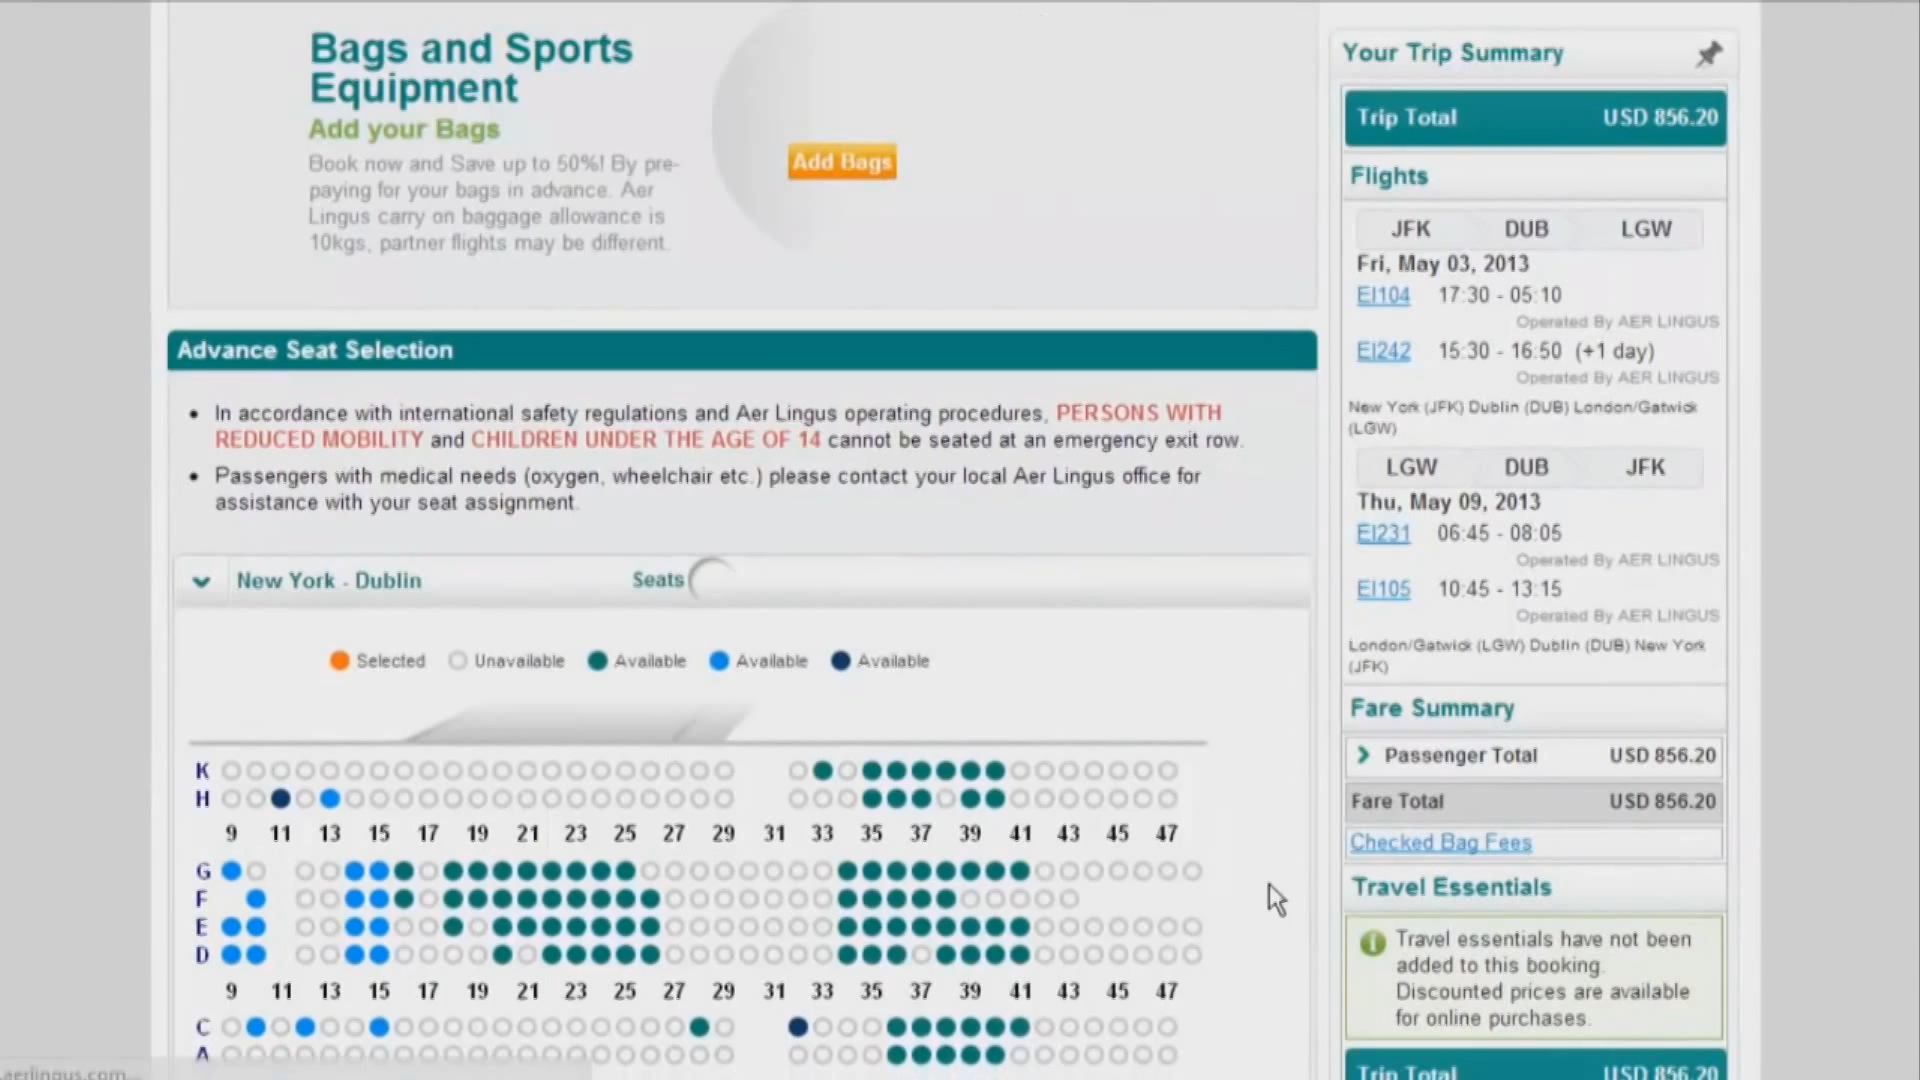 Bags and Sports
Equipment
Add your Bags
Book now and Save up to 50%! By pre-
paying for your bags in advance. Aer
Lingus carry on baggage allowance is
10kgs, partner flights may be different.
Add Bags
Advance Seat Selection
In accordance with international safety regulations and Aer Lingus operating procedures, PERSONS WITH
REDUCED MOBILITY and CHILDREN UNDER THE AGE OF 14 cannot be seated at an emergency exit row.
Passengers with medical needs (oxygen, wheelchair etc.) please contact your local Aer Lingus office for
assistance with your seat assignment.
New York - Dublin Seats
Selected Unavailable Available Available Available
K
H
9 11 13 15 17 19 21 23 25 27 29 31 33 35 37 39 41 43 45 47
G
F
E
D
9 11 13 15 17 19 21 23 25 27 29 31 33 35 37 39 41 43 45 47
C
A
.aerlingus.com...
Your Trip Summary
Trip Total USD 856.20
Flights
JFK DUB LGW
Fri, May 03, 2013
EI104 17:30 - 05:10
Operated By AER LINGUS
EI242 15:30 - 16:50 (+1 day)
Operated By AER LINGUS
New York (JFK) Dublin (DUB) London/Gatwick
(LGW)
LGW DUB JFK
Thu, May 09, 2013
EI231 06:45 - 08:05
Operated By AER LINGUS
EI105 10:45 - 13:15
Operated By AER LINGUS
London/Gatwick (LGW) Dublin (DUB) New York
(JFK)
Fare Summary
Passenger Total USD 856.20
Fare Total USD 856.20
Checked Bag Fees
Travel Essentials
Travel essentials have not been
added to this booking.
Discounted prices are available
for online purchases.
Trip Total USD 856.20